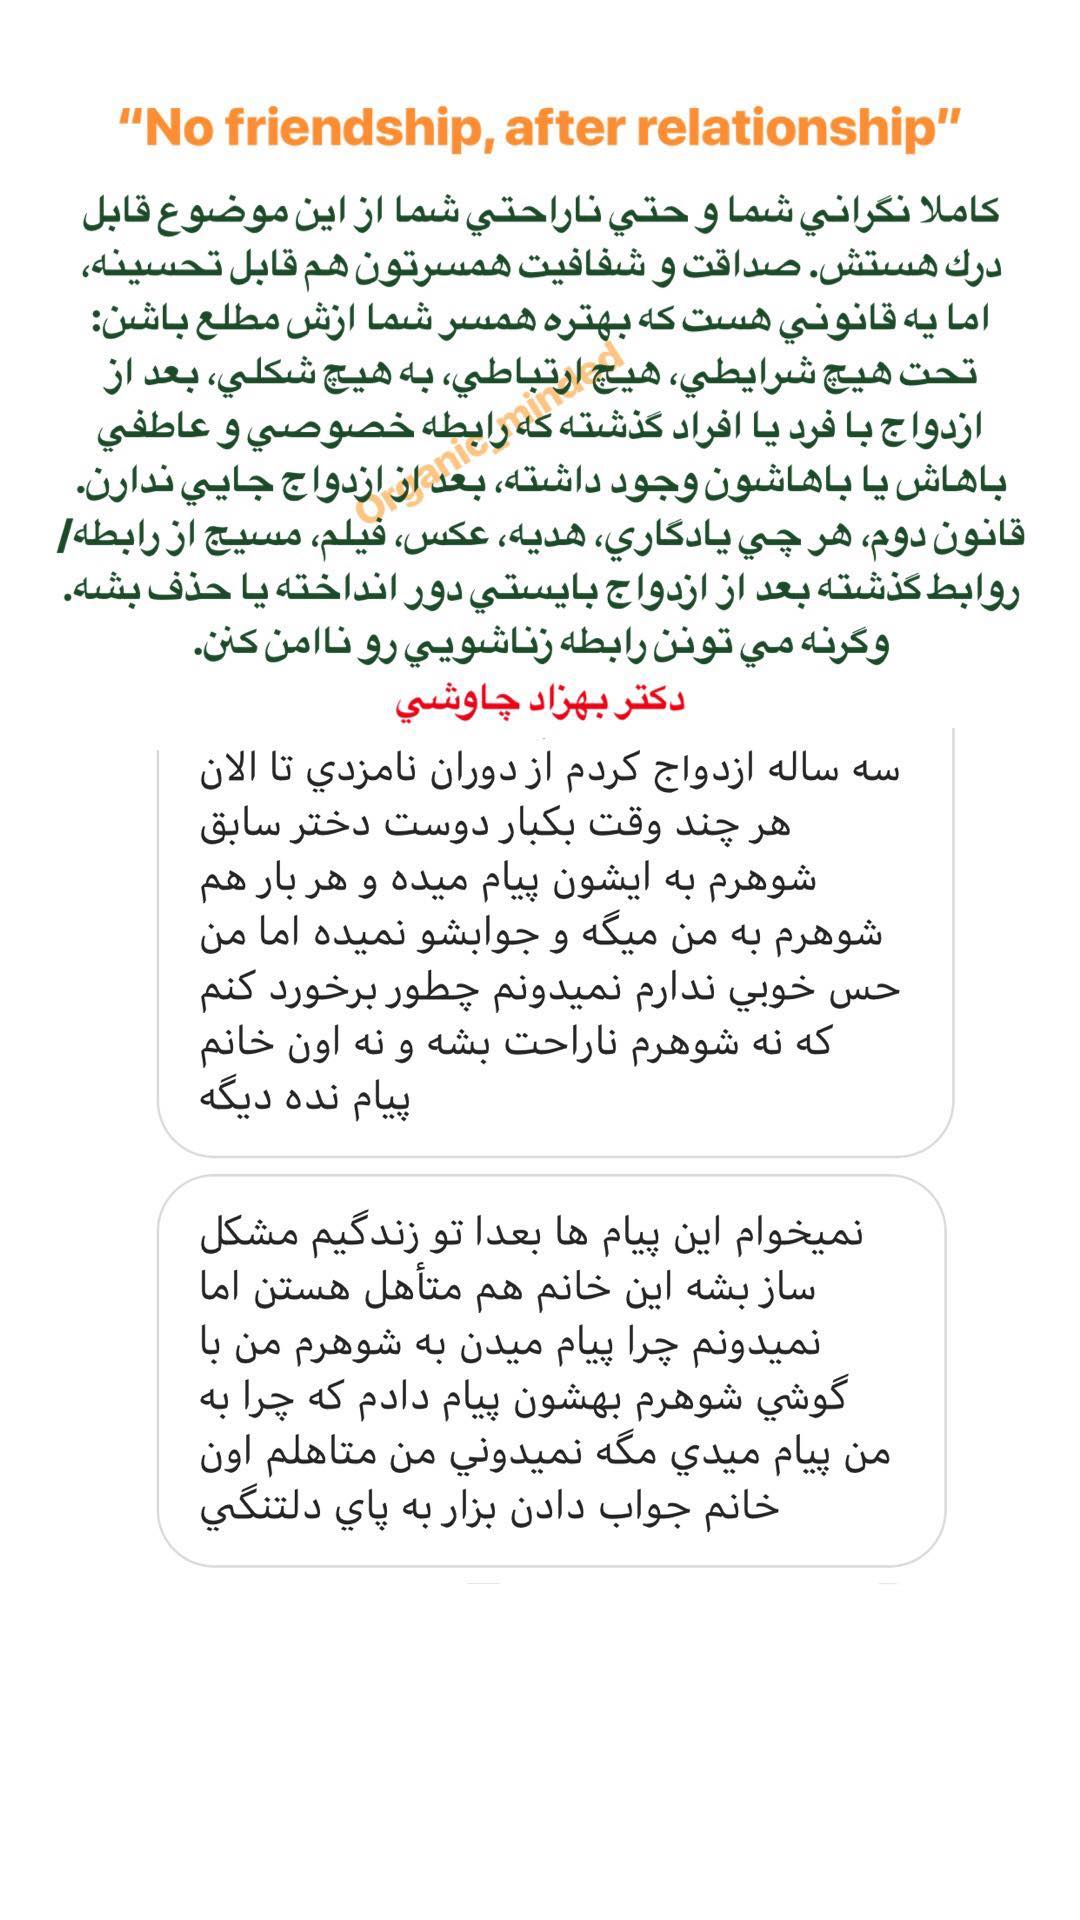 “No friendship, after relationship”
كاملا نگراني شما و حتي ناراحتي شما از اين موضوع قابل
درك هستش. صداقت و شفافيت همسرتون هم قابل تحسينه،
اما يه قانوني هست كه بهتره همسر شما ازش مطلع باشن:
تحت هيچ شرايطي، هيچ ارتباطي، به هيچ شكلي، بعد از
ازدواج با فرد يا افراد گذشته كه رابطه خصوصي و عاطفي
باهاش يا باهاشون وجود داشته، بعد از ازدواج جايي ندارن.
قانون دوم، هر چي يادگاري، هديه، عكس، فيلم، مسيج از رابطه/
روابط گذشته بعد از ازدواج بايستي دور انداخته يا حذف بشه.
وگرنه مي تونن رابطه زناشويي رو ناامن كنن.
Organic_minded
دكتر بهزاد چاوشي
سه ساله ازدواج كردم از دوران نامزدي تا الان
هر چند وقت بكبار دوست دختر سابق
شوهرم به ايشون پيام ميده و هر بار هم
شوهرم به من ميگه و جوابشو نميده اما من
حس خوبي ندارم نميدونم چطور برخورد كنم
كه نه شوهرم ناراحت بشه و نه اون خانم
پيام نده ديگه
نميخوام اين پيام ها بعدا تو زندگيم مشكل
ساز بشه اين خانم هم متأهل هستن اما
نميدونم چرا پيام ميدن به شوهرم من با
گوشي شوهرم بهشون پيام دادم كه چرا به
من پيام ميدي مگه نميدوني من متاهلم اون
خانم جواب دادن بزار به پاي دلتنگي